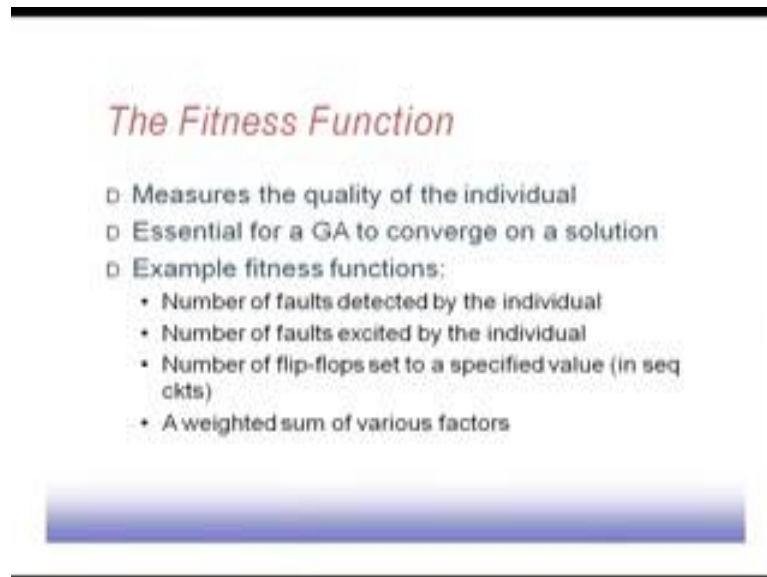 The Fitness Function
D Measures the quality of the individual
D Essential for a GA to converge on a solution
D Example fitness functions:
• Number of faults detected by the individual
• Number of faults excited by the individual
• Number of flip-flops set to a specified value (in seq
ckts)
• A weighted sum of various factors